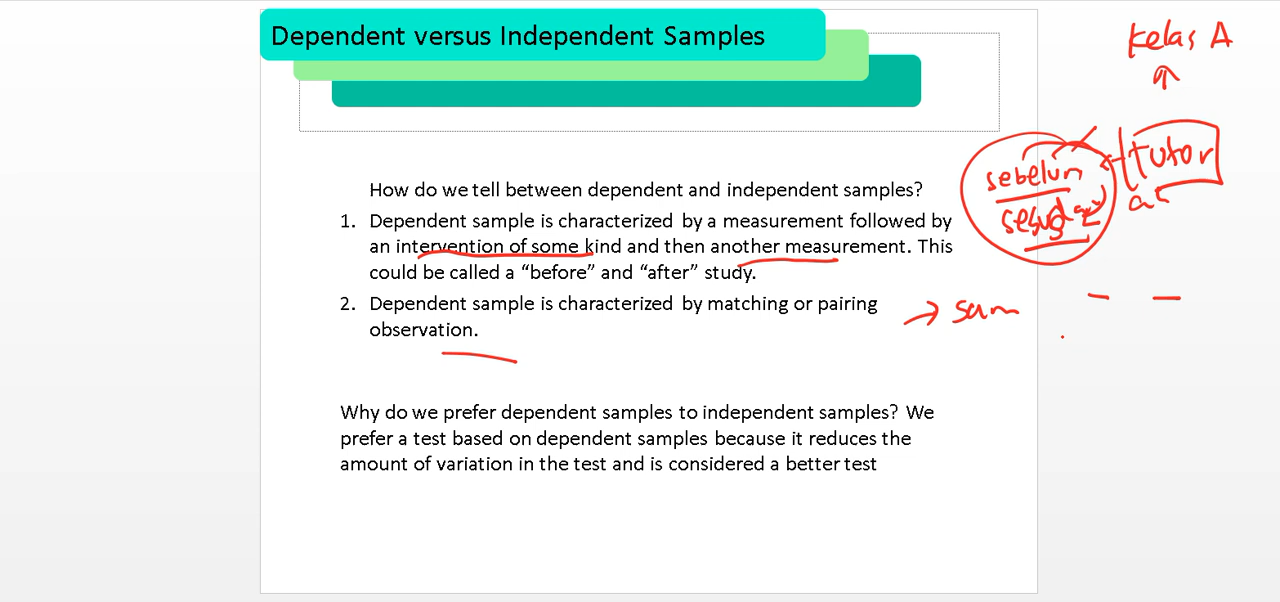 Dependent versus Independent Samples
kelas A
tutor
sebelum
How do we tell between dependent and independent samples?
1. Dependent sample is characterized by a measurement followed by
an intervention of some kind and then another measurement. This
could be called a “before” and “after” study.
2. Dependent sample is characterized by matching or pairing
observation.
→ sam
Why do we prefer dependent samples to independent samples? We
prefer a test based on dependent samples because it reduces the
amount of variation in the test and is considered a better test